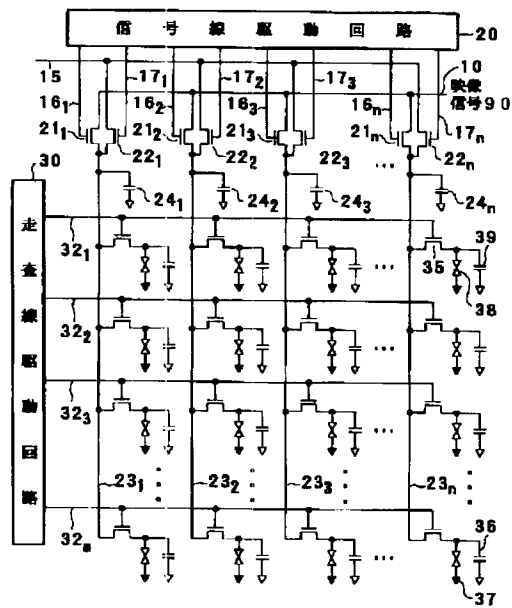 信号線駆動回路
20
15
10
映像
信号90
16₁ 17₁ 16₂ 17₂ 16₃ 17₃ 16ₙ 17ₙ
21₁ 22₁ 21₂ 22₂ 21₃ 22₃ 21ₙ 22ₙ
...
30
24₁ 24₂ 24₃ 24ₙ
走査線駆動回路
32₁
35
39
38
...
32₂
...
32₃
...
23₁ 23₂ 23₃ 23ₙ
36
32ₘ
...
37